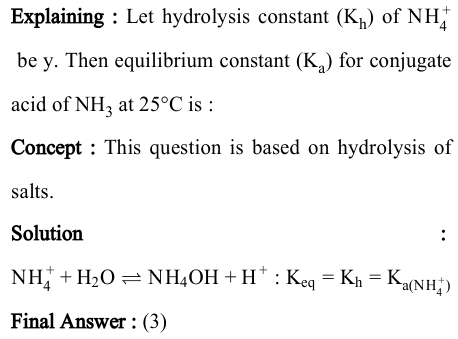 Explaining : Let hydrolysis constant (Kₕ) of NH₄⁺
be y. Then equilibrium constant (Kₐ) for conjugate
acid of NH₃ at 25°C is :
Concept : This question is based on hydrolysis of
salts.
Solution :
NH₄⁺ + H₂O ⇌ NH₄OH + H⁺ : K_eq = Kₕ = K_a(NH₄⁺)
Final Answer : (3)